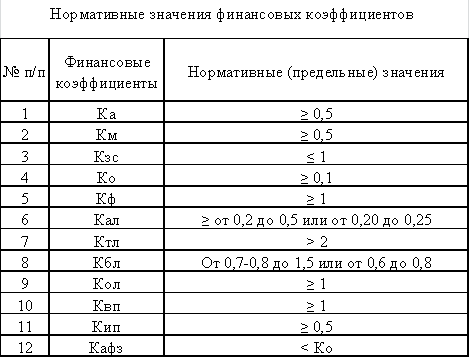 Нормативные значения финансовых коэффициентов
№ п/п Финансовые коэффициенты Нормативные (предельные) значения
1 Ка ≥ 0,5
2 Км ≥ 0,5
3 Кзс ≤ 1
4 Ко ≥ 0,1
5 Кф ≥ 1
6 Кал ≥ от 0,2 до 0,5 или от 0,20 до 0,25
7 Ктл > 2
8 Кбл От 0,7-0,8 до 1,5 или от 0,6 до 0,8
9 Кол ≥ 1
10 Квп ≥ 1
11 Кип ≥ 0,5
12 Кафз < Ко